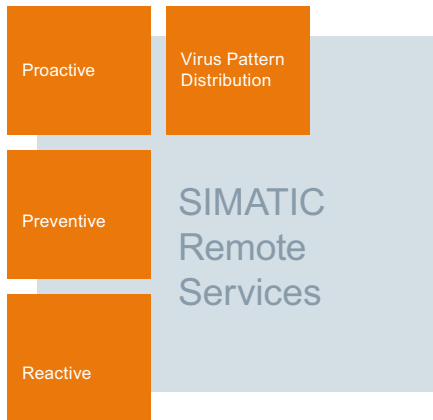 Proactive
Virus Pattern
Distribution
Preventive
SIMATIC
Remote
Services
Reactive